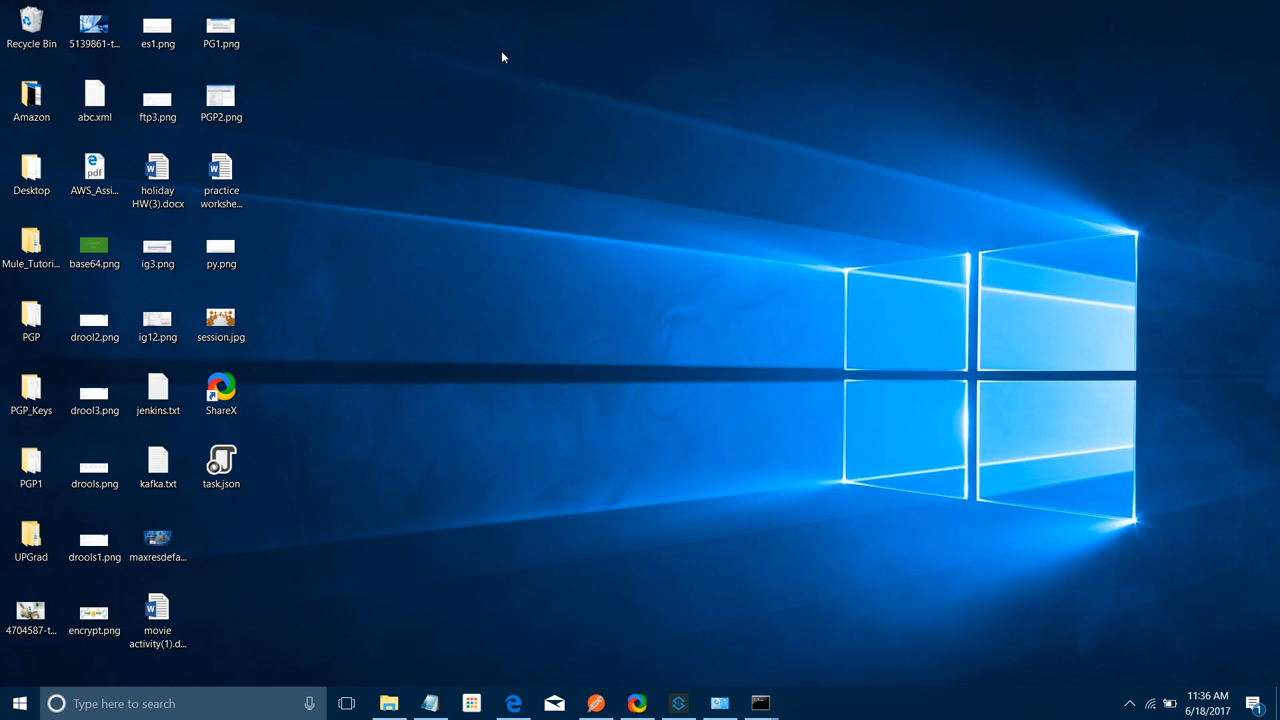 Recycle Bin
5139861-t...
es1.png
PG1.png
Amazon
abc.xml
ftp3.png
PGP2.png
Desktop
pdf
AWS_Assi...
holiday
HW(3).docx
practice
workshe...
Mule_Tutori...
base64.png
ig3.png
py.png
PGP
drool2.png
ig12.png
session.jpg
PGP_Keys
drool3.png
jenkins.txt
ShareX
PGP1
drools.png
kafka.txt
task.json
UPGrad
drools1.png
maxresdefa...
4704587-t...
encrypt.png
movie
activity(1).d...
Type here to search
11:36 AM
6/18/2017
1